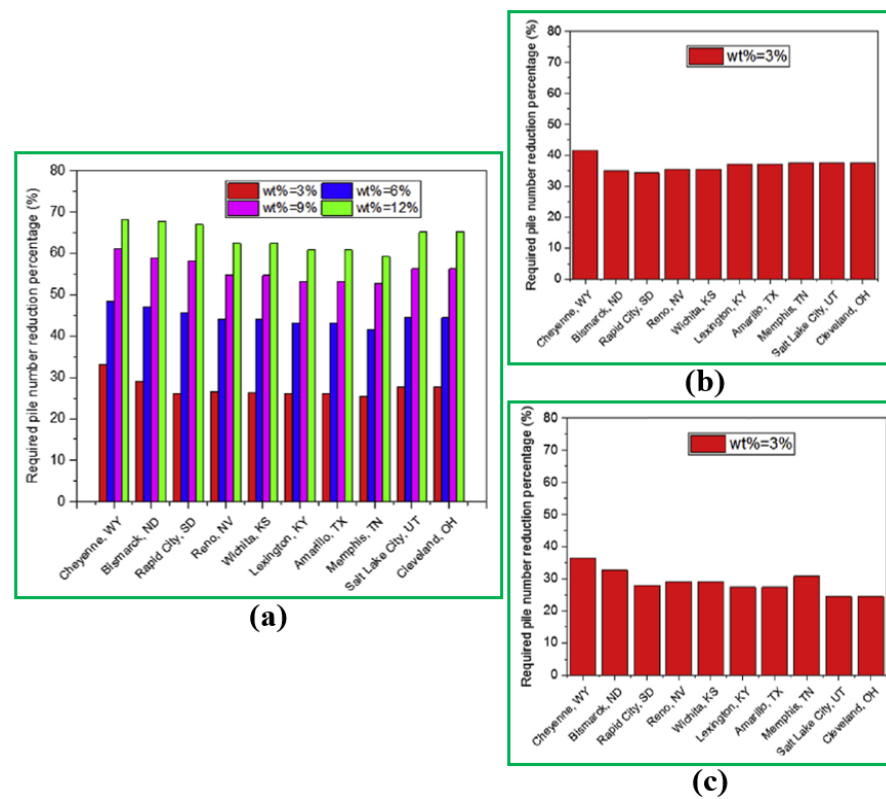 80
70
60
50
40
30
20
10
0
Required pile number reduction percentage (%)
wt%=3% wt%=6%
wt%=9% wt%=12%
Cheyenne, WY
Bismarck, ND
Rapid City, SD
Reno, NV
Wichita, KS
Lexington, KY
Amarillo, TX
Memphis, TN
Salt Lake City, UT
Cleveland, OH
(a)
80
70
60
50
40
30
20
10
0
Required pile number reduction percentage (%)
wt%=3%
Cheyenne, WY
Bismarck, ND
Rapid City, SD
Reno, NV
Wichita, KS
Lexington, KY
Amarillo, TX
Memphis, TN
Salt Lake City, UT
Cleveland, OH
(b)
80
70
60
50
40
30
20
10
0
Required pile number reduction percentage (%)
wt%=3%
Cheyenne, WY
Bismarck, ND
Rapid City, SD
Reno, NV
Wichita, KS
Lexington, KY
Amarillo, TX
Memphis, TN
Salt Lake City, UT
Cleveland, OH
(c)